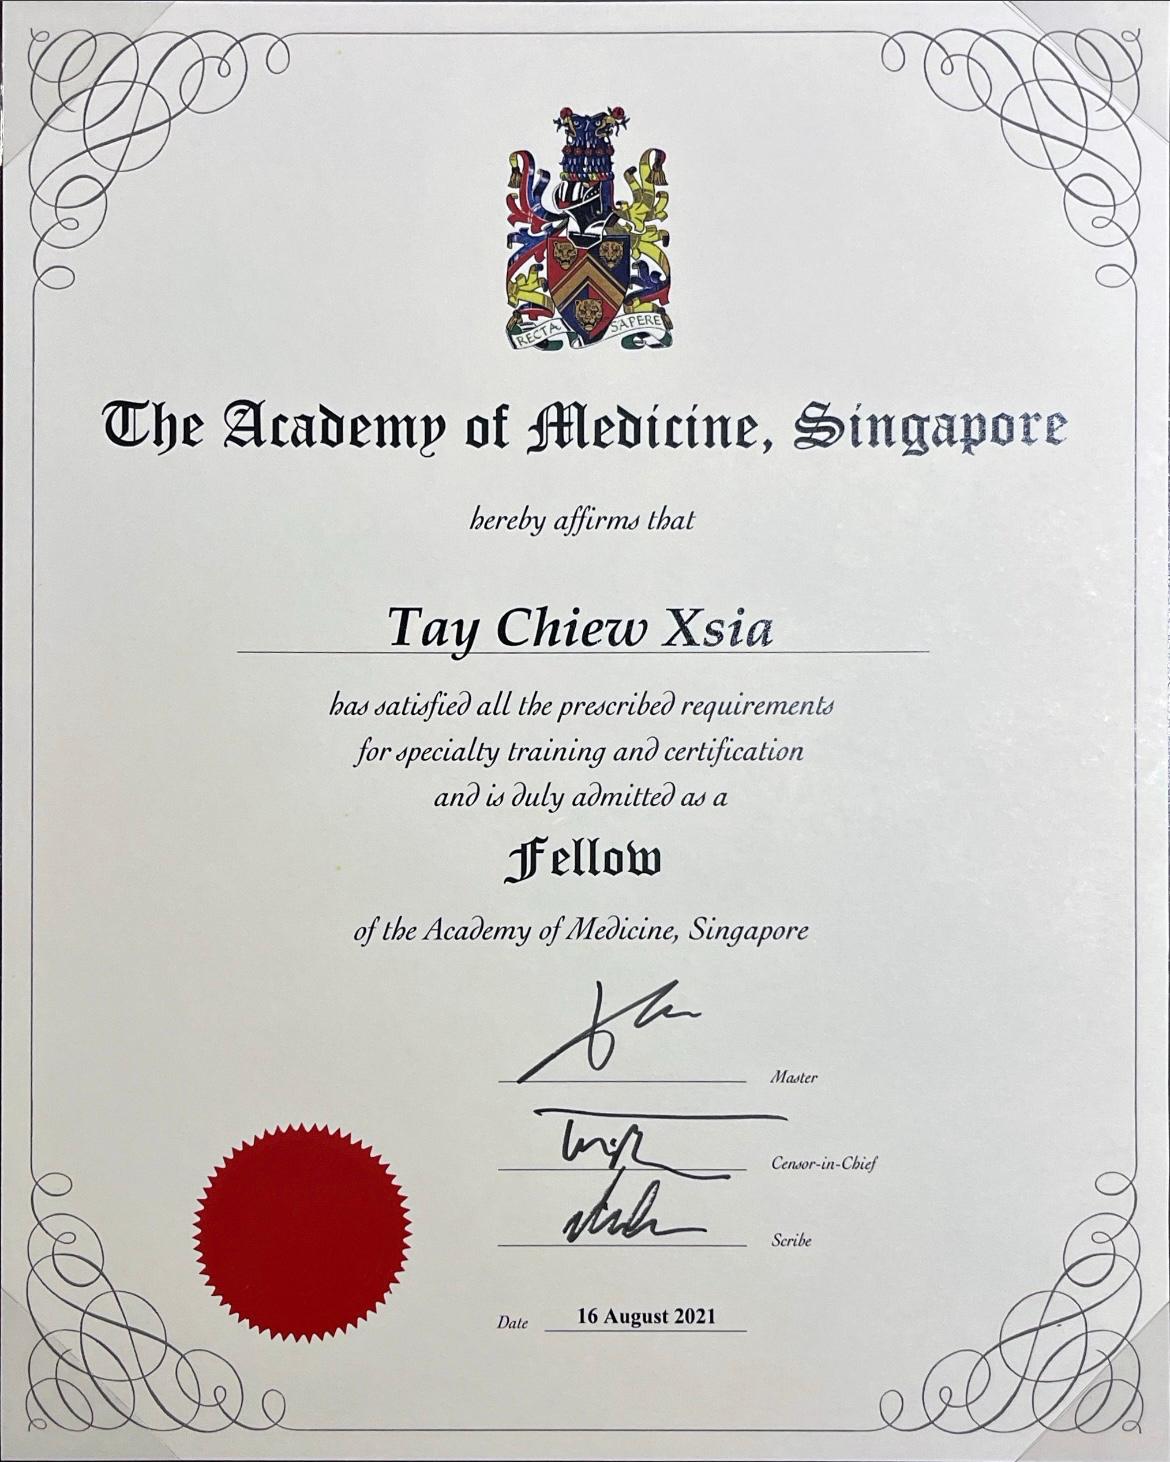 RECTA SAPERE
The Academy of Medicine, Singapore
hereby affirms that
Tay Chiew Xsia
has satisfied all the prescribed requirements
for specialty training and certification
and is duly admitted as a
Fellow
of the Academy of Medicine, Singapore
Master
Censor-in-Chief
Scribe
Date 16 August 2021